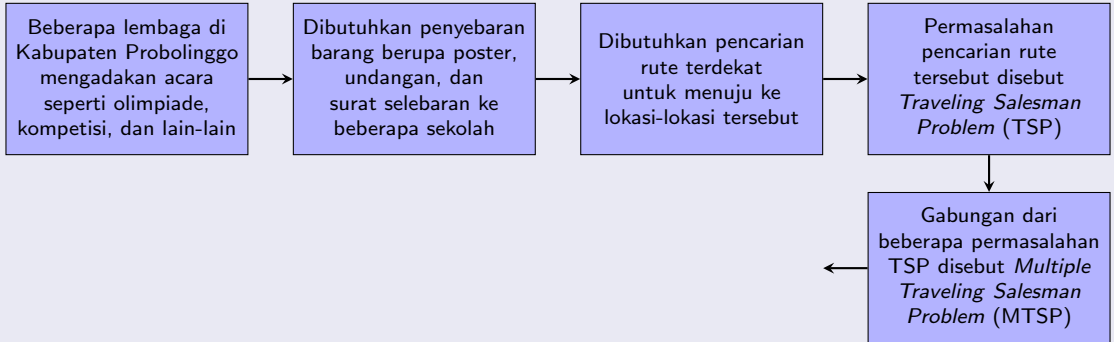 Beberapa lembaga di
Kabupaten Probolinggo
mengadakan acara
seperti olimpiade,
kompetisi, dan lain-lain
Dibutuhkan penyebaran
barang berupa poster,
undangan, dan
surat selebaran ke
beberapa sekolah
Dibutuhkan pencarian
rute terdekat
untuk menuju ke
lokasi-lokasi tersebut
Permasalahan
pencarian rute
tersebut disebut
Traveling Salesman
Problem (TSP)
Gabungan dari
beberapa permasalahan
TSP disebut Multiple
Traveling Salesman
Problem (MTSP)